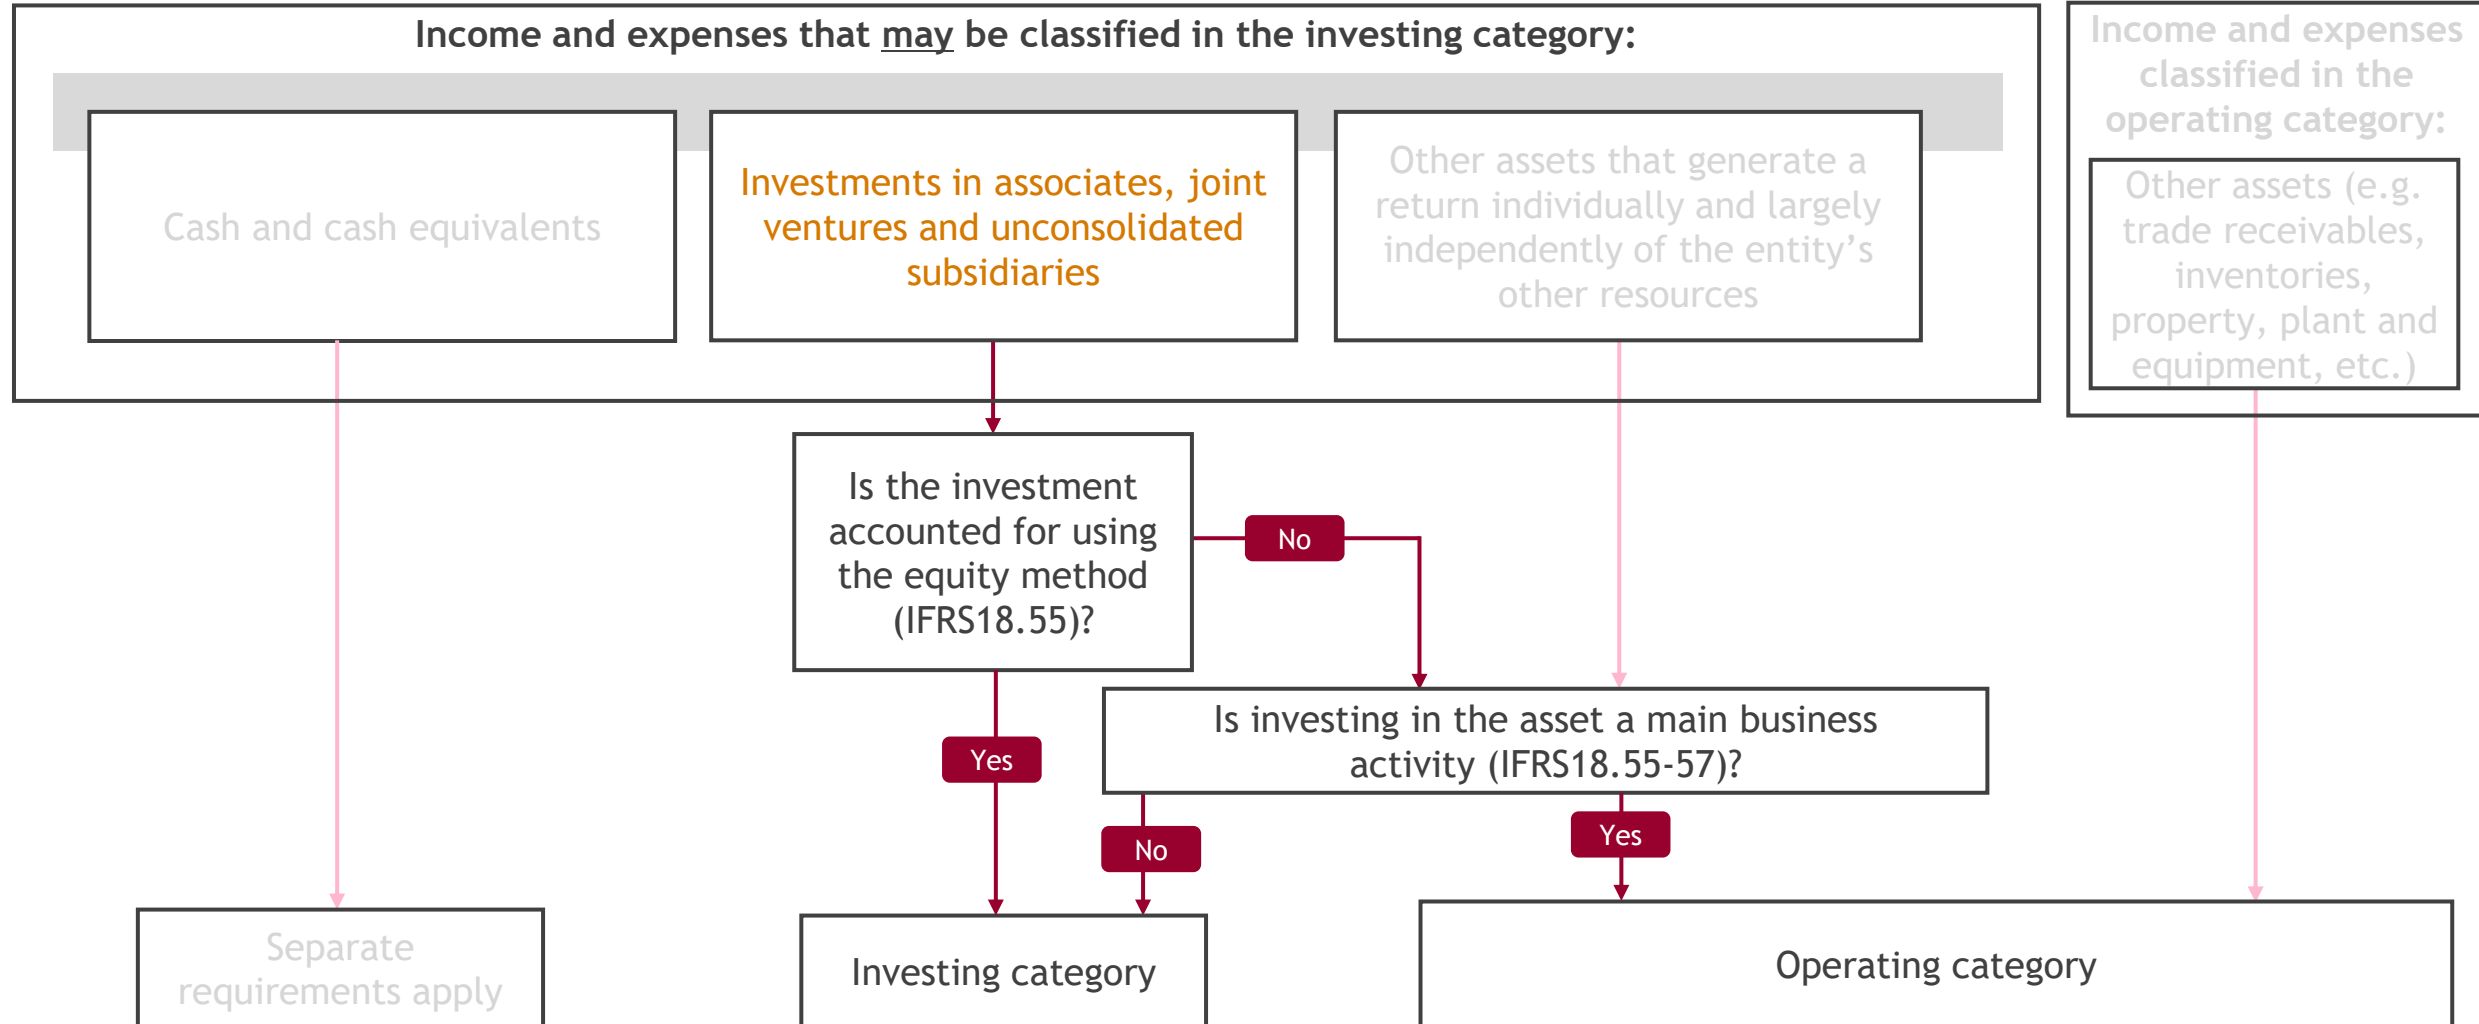 Income and expenses that may be classified in the investing category:
Cash and cash equivalents
Investments in associates, joint
ventures and unconsolidated
subsidiaries
Other assets that generate a
return individually and largely
independently of the entity’s
other resources
Income and expenses
classified in the
operating category:
Other assets (e.g.
trade receivables,
inventories,
property, plant and
equipment, etc.)
Is the investment
accounted for using
the equity method
(IFRS18.55)?
No
Is investing in the asset a main business
activity (IFRS18.55-57)?
Yes
No
Yes
Separate
requirements apply
Investing category
Operating category